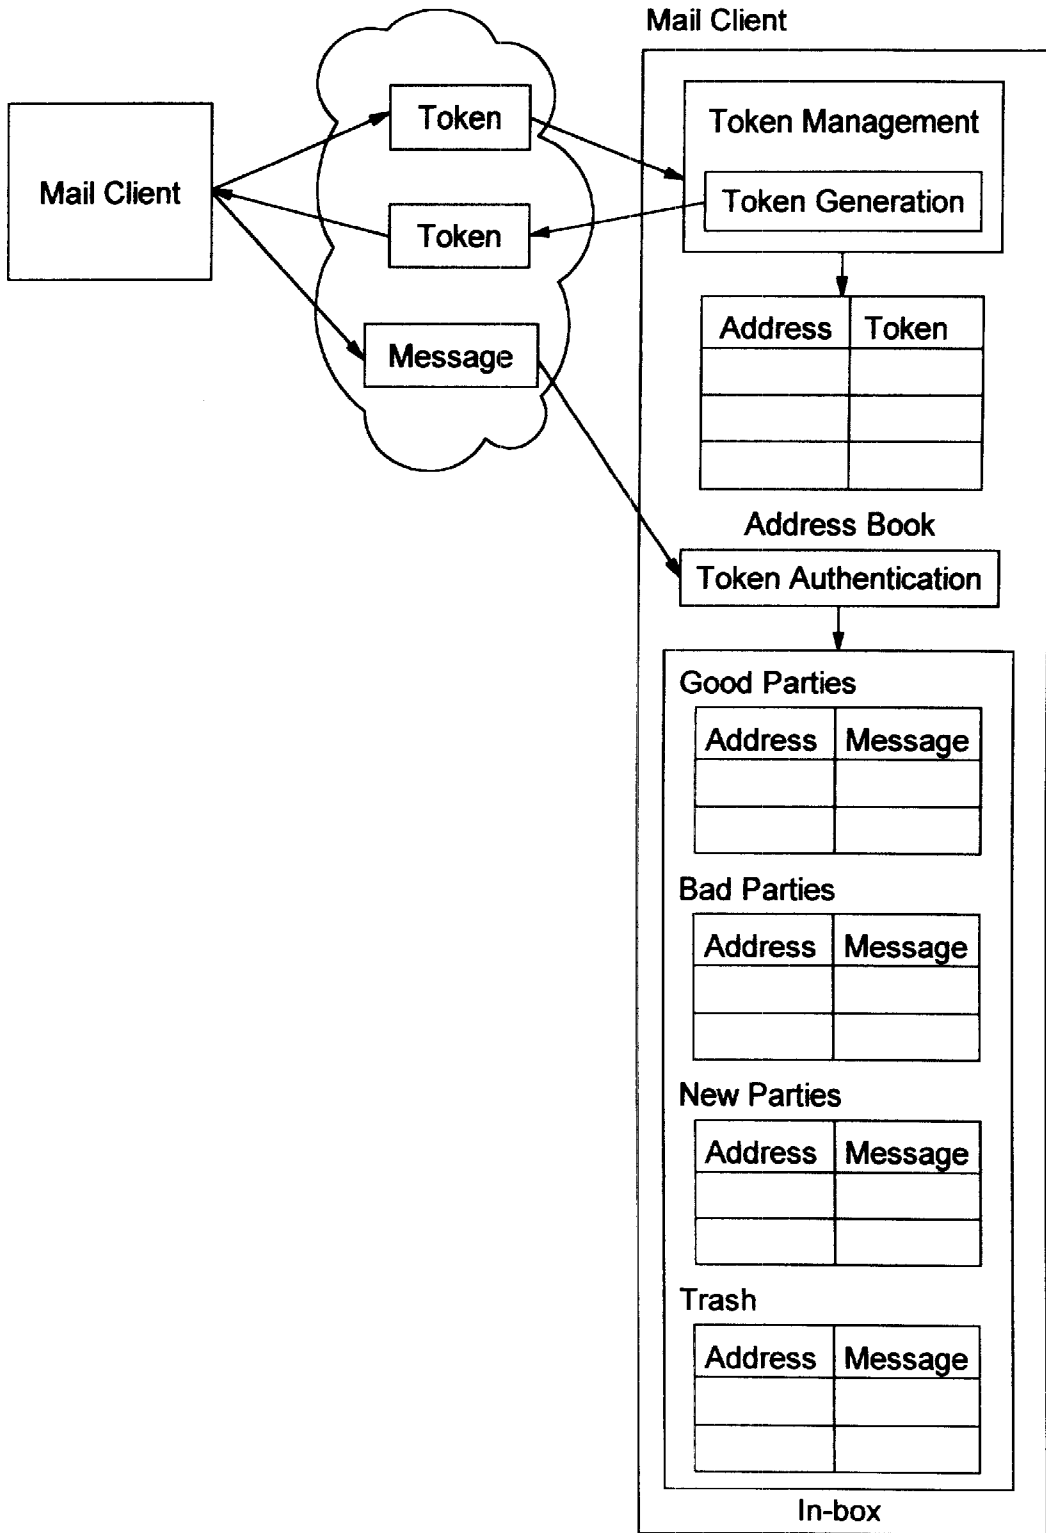 Mail Client
Token
Token Management
Mail Client
Token Generation
Token
Address Token
Message
Address Book
Token Authentication
Good Parties
Address Message
Bad Parties
Address Message
New Parties
Address Message
Trash
Address Message
In-box